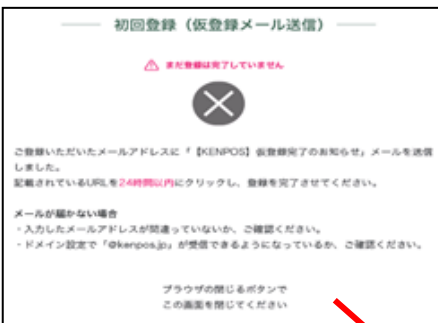 初回登録（仮登録メール送信）
まだ登録は完了していません
ご登録いただいたメールアドレスに「【KENPOS】仮登録完了のお知らせ」メールを送信
しました。
記載されているURLを24時間以内にクリックし、登録を完了させてください。
メールが届かない場合
・入力したメールアドレスが間違っていないか、ご確認ください。
・ドメイン設定で「@kenpos.jp」が受信できるようになっているか、ご確認ください。
ブラウザの閉じるボタンで
この画面を閉じてください